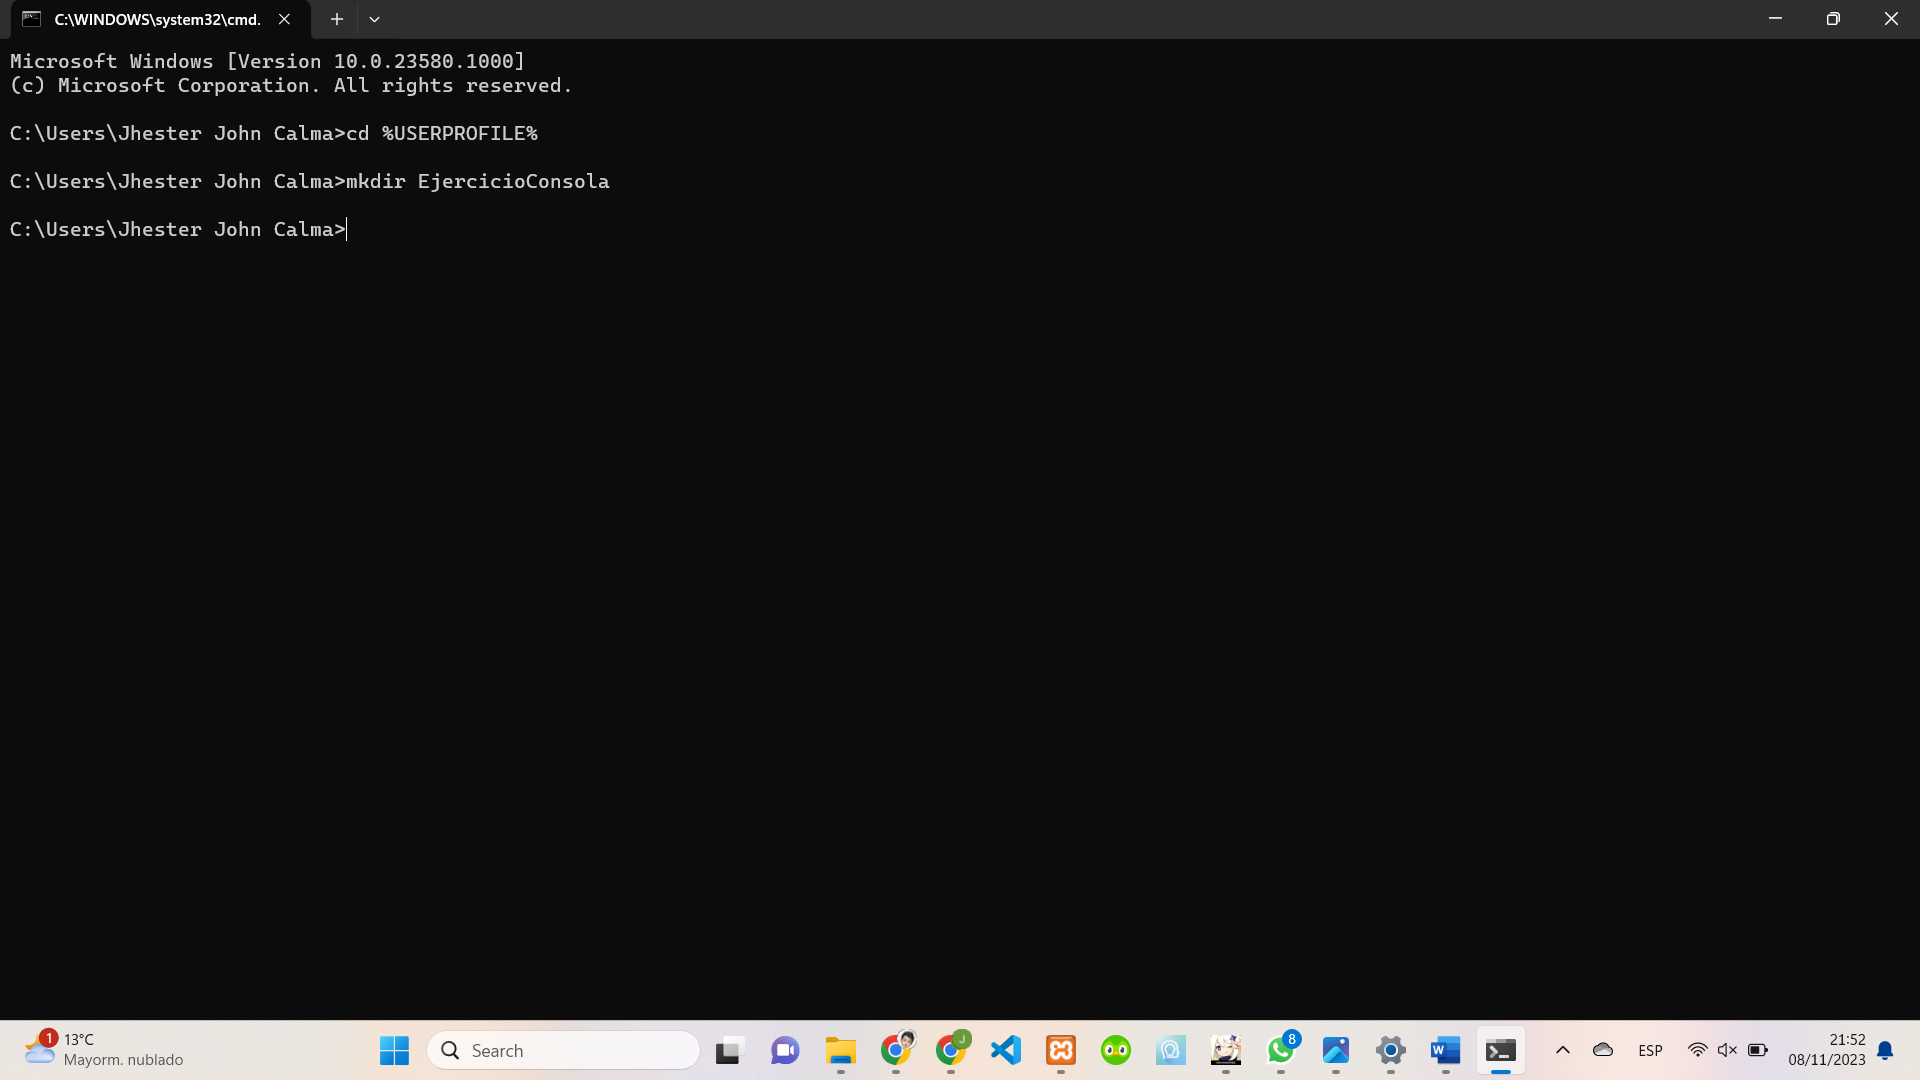 C:\WINDOWS\system32\cmd.
Microsoft Windows [Version 10.0.23580.1000]
(c) Microsoft Corporation. All rights reserved.
C:\Users\Jhester John Calma>cd %USERPROFILE%
C:\Users\Jhester John Calma>mkdir EjercicioConsola
C:\Users\Jhester John Calma>
1
13°C
Mayorm. nublado
Search
J
8
W
ESP
21:52
08/11/2023